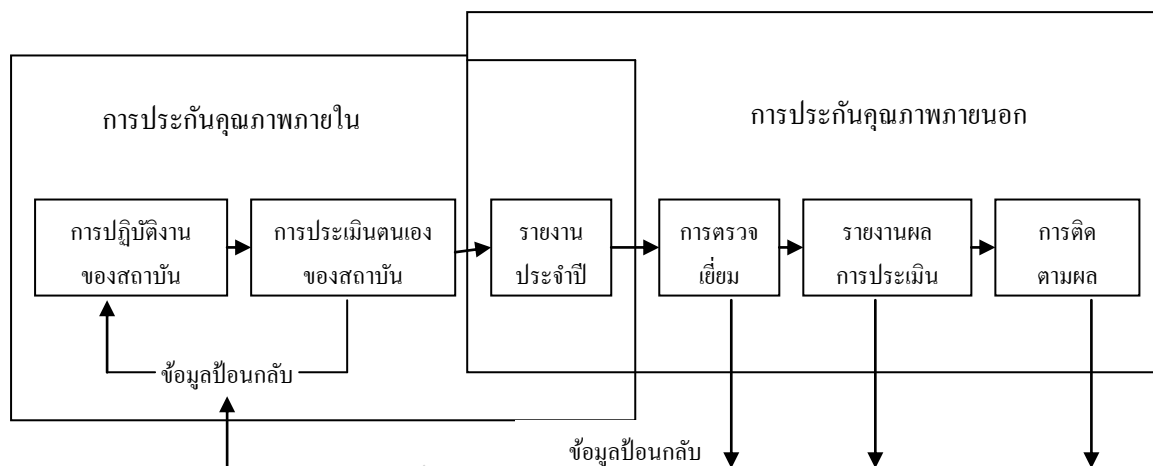 การประกันคุณภาพภายใน
การประกันคุณภาพภายนอก
การปฏิบัติงาน
ของสถาบัน
การประเมินตนเอง
ของสถาบัน
รายงาน
ประจำปี
การตรวจ
เยี่ยม
รายงานผล
การประเมิน
การติด
ตามผล
ข้อมูลป้อนกลับ
ข้อมูลป้อนกลับ